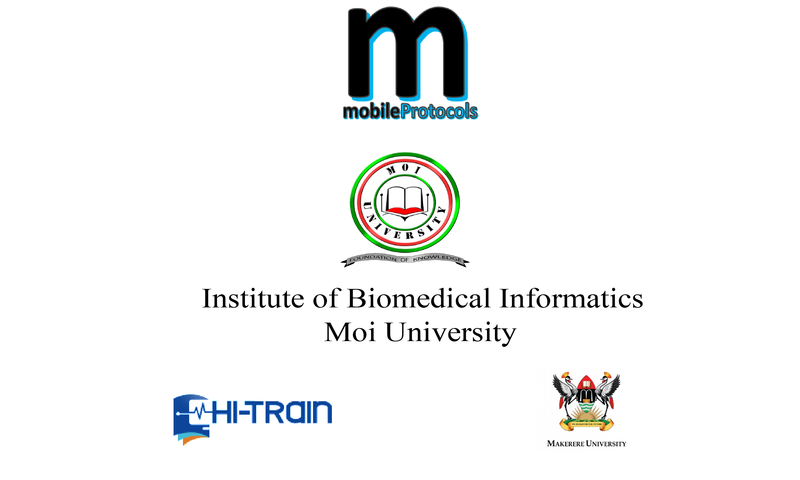 m
mobileProtocols
MOI
UNIVERSITY
FOUNDATION OF KNOWLEDGE
Institute of Biomedical Informatics
Moi University
HI-TRAIN
MAKERERE UNIVERSITY